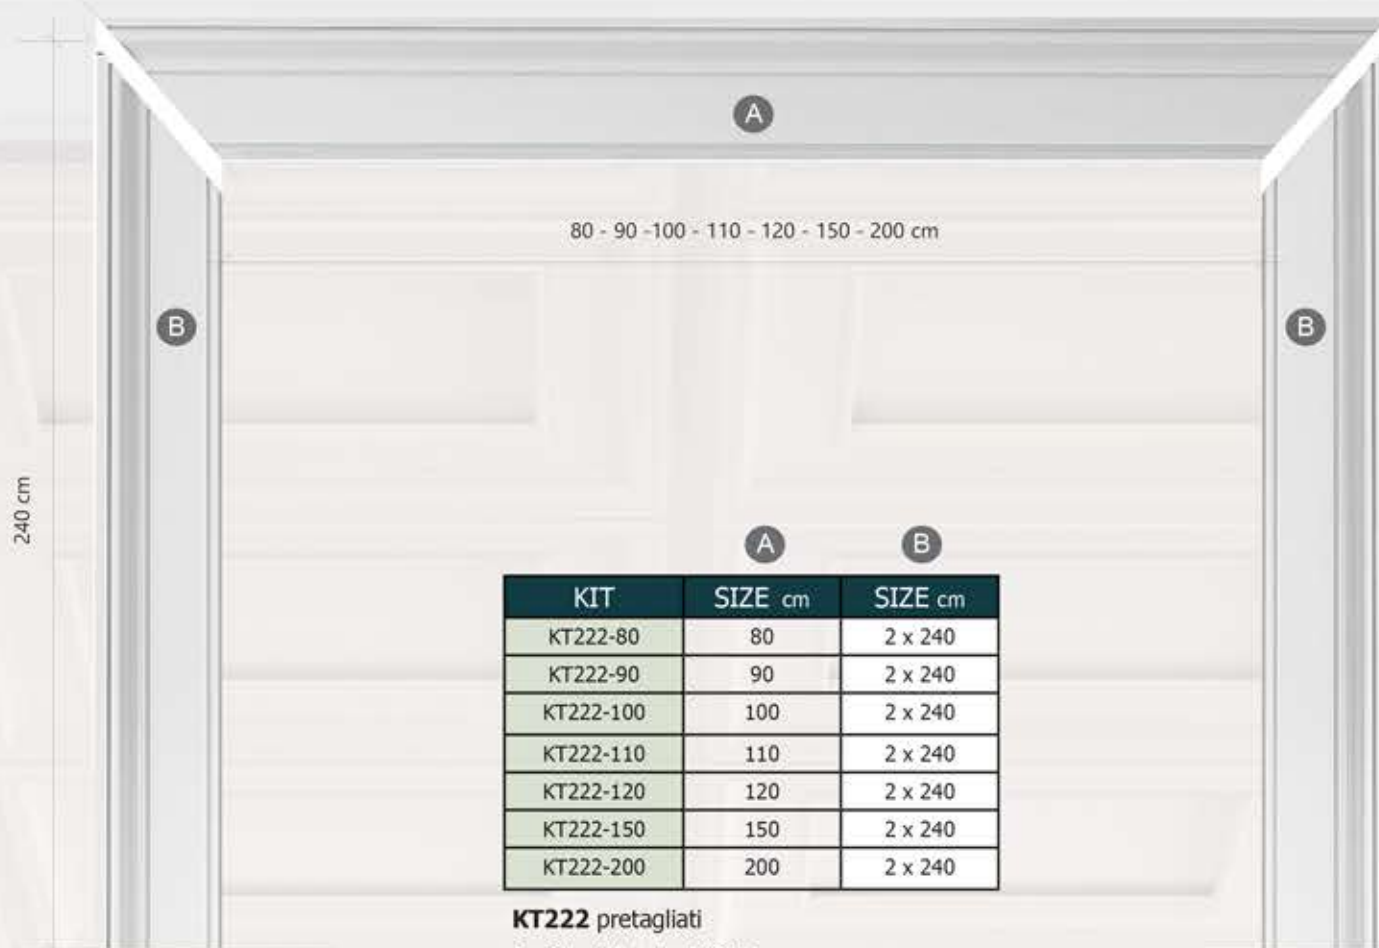 A
80 - 90 -100 - 110 - 120 - 150 - 200 cm
B B
240 cm
A B
KIT SIZE cm SIZE cm
KT222-80 80 2 x 240
KT222-90 90 2 x 240
KT222-100 100 2 x 240
KT222-110 110 2 x 240
KT222-120 120 2 x 240
KT222-150 150 2 x 240
KT222-200 200 2 x 240
KT222 pretagliati